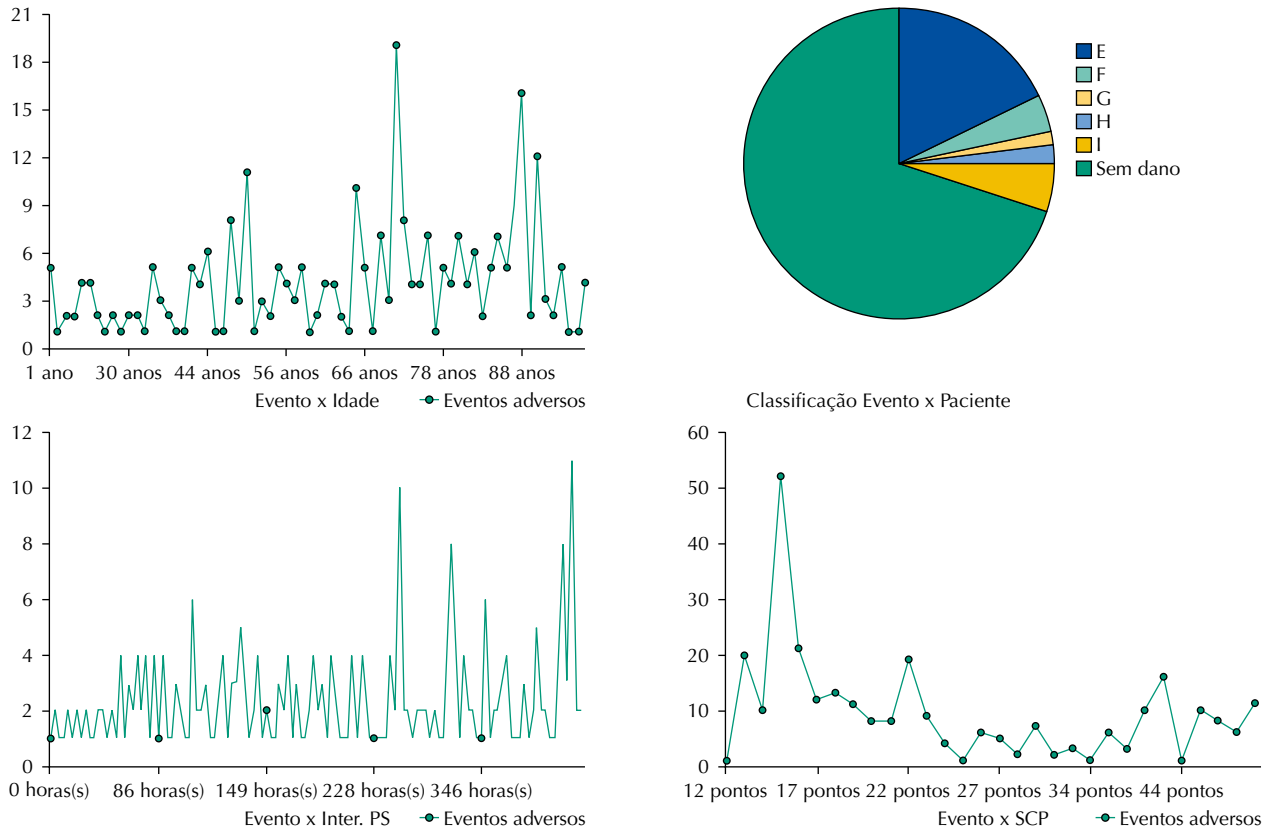 21
18
15
12
9
6
3
0
1 ano 30 anos 44 anos 56 anos 66 anos 78 anos 88 anos
Evento x Idade Eventos adversos
E
F
G
H
I
Sem dano
Classificação Evento x Paciente
12
10
8
6
4
2
0
0 horas(s) 86 horas(s) 149 horas(s) 228 horas(s) 346 horas(s)
Evento x Inter. PS Eventos adversos
60
50
40
30
20
10
0
12 pontos 17 pontos 22 pontos 27 pontos 34 pontos 44 pontos
Evento x SCP Eventos adversos